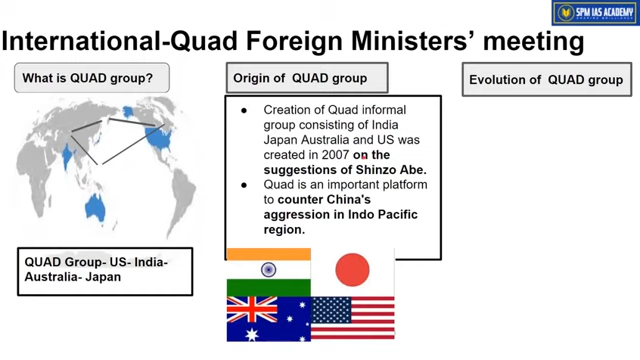 SPM IAS ACADEMY
International-Quad Foreign Ministers’ meeting
What is QUAD group?
QUAD Group- US- India-
Australia- Japan
Origin of QUAD group
● Creation of Quad informal
group consisting of India
Japan Australia and US was
created in 2007 on the
suggestions of Shinzo Abe.
● Quad is an important platform
to counter China's
aggression in Indo Pacific
region.
Evolution of QUAD group